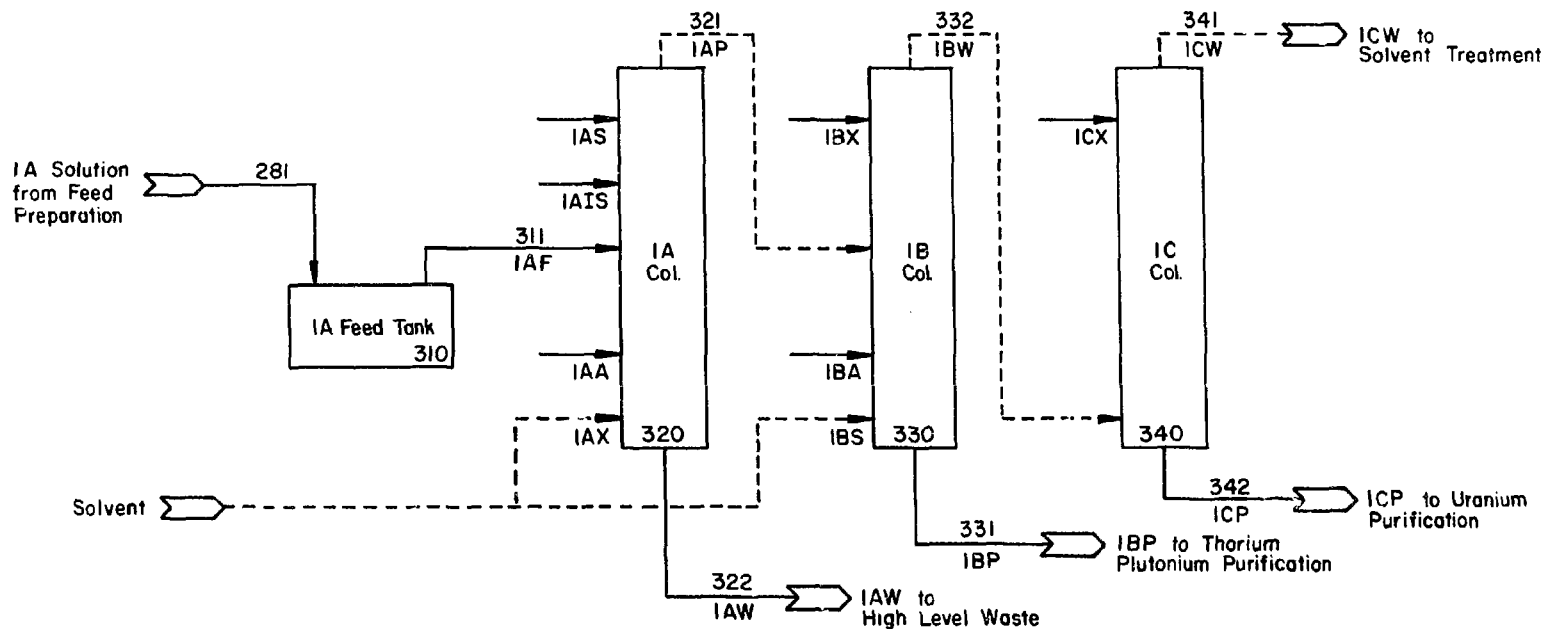 321
IAP
332
IBW
341
ICW
ICW to
Solvent Treatment
IAS
IBX
ICX
IA Solution
from Feed
Preparation
281
IAIS
311
IAF
IA
Col.
IB
Col.
IC
Col.
IA Feed Tank
310
IAA
IBA
IAX
320
IBS
330
340
Solvent
342
ICP
ICP to Uranium
Purification
331
IBP
IBP to Thorium
Plutonium Purification
322
IAW
IAW to
High Level Waste